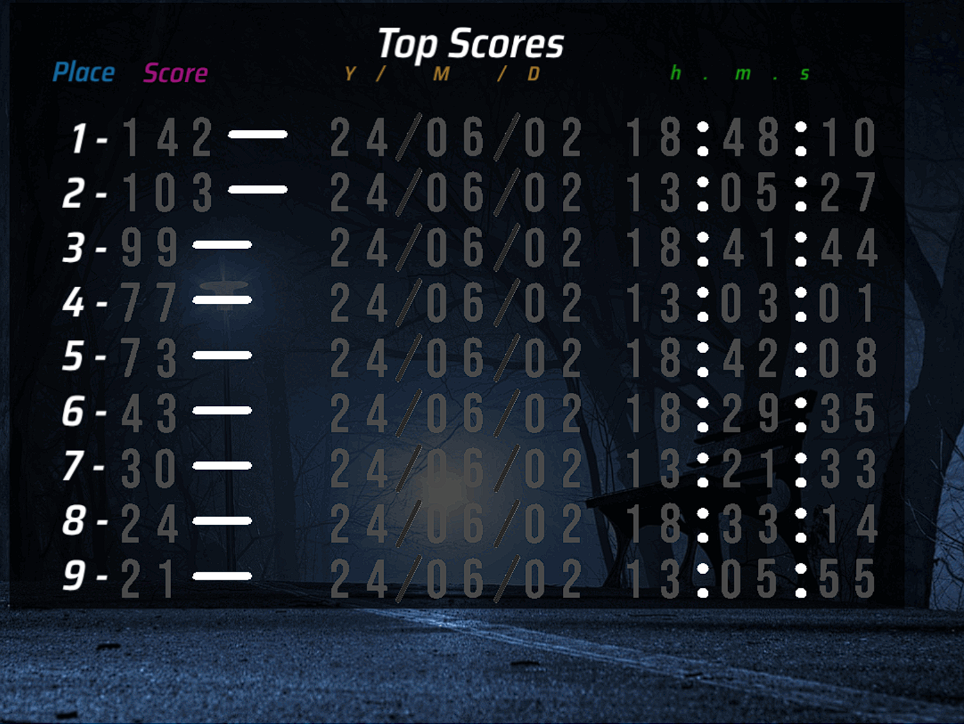 Top Scores
Place Score Y / M / D h . m . s
1 - 142 — 24/06/02 18:48:10
2 - 103 — 24/06/02 13:05:27
3 - 99 — 24/06/02 18:41:44
4 - 77 — 24/06/02 13:03:01
5 - 73 — 24/06/02 18:42:08
6 - 43 — 24/06/02 18:29:35
7 - 30 — 24/06/02 13:21:33
8 - 24 — 24/06/02 18:33:14
9 - 21 — 24/06/02 13:05:55